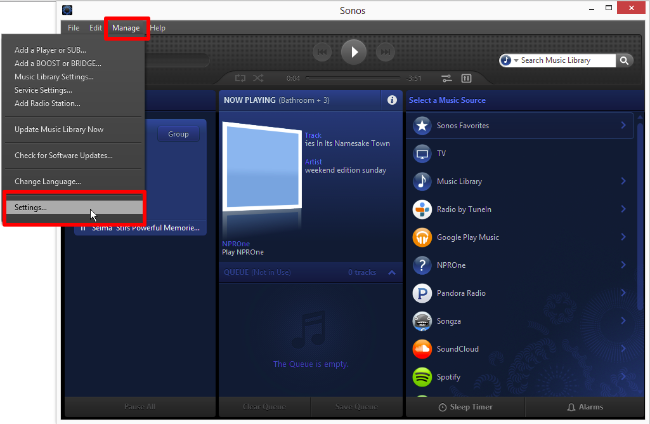 Sonos
File Edit Manage Help
Add a Player or SUB...
Add a BOOST or BRIDGE...
Music Library Settings...
Service Settings...
Add Radio Station...
Update Music Library Now
Check for Software Updates...
Change Language...
Settings...
0:04
-3:51
Search Music Library
Group
Selma' Stirs Powerful Memorie...
Pause All
NOW PLAYING (Bathroom + 3)
Track
ries In Its Namesake Town
Artist
weekend edition sunday
NPROne
Play NPROne
QUEUE (Not In Use) 0 tracks
The Queue is empty.
Clear Queue Save Queue
Select a Music Source
Sonos Favorites
TV
Music Library
Radio by TuneIn
Google Play Music
NPROne
Pandora Radio
Songza
SoundCloud
Spotify
Sleep Timer Alarms